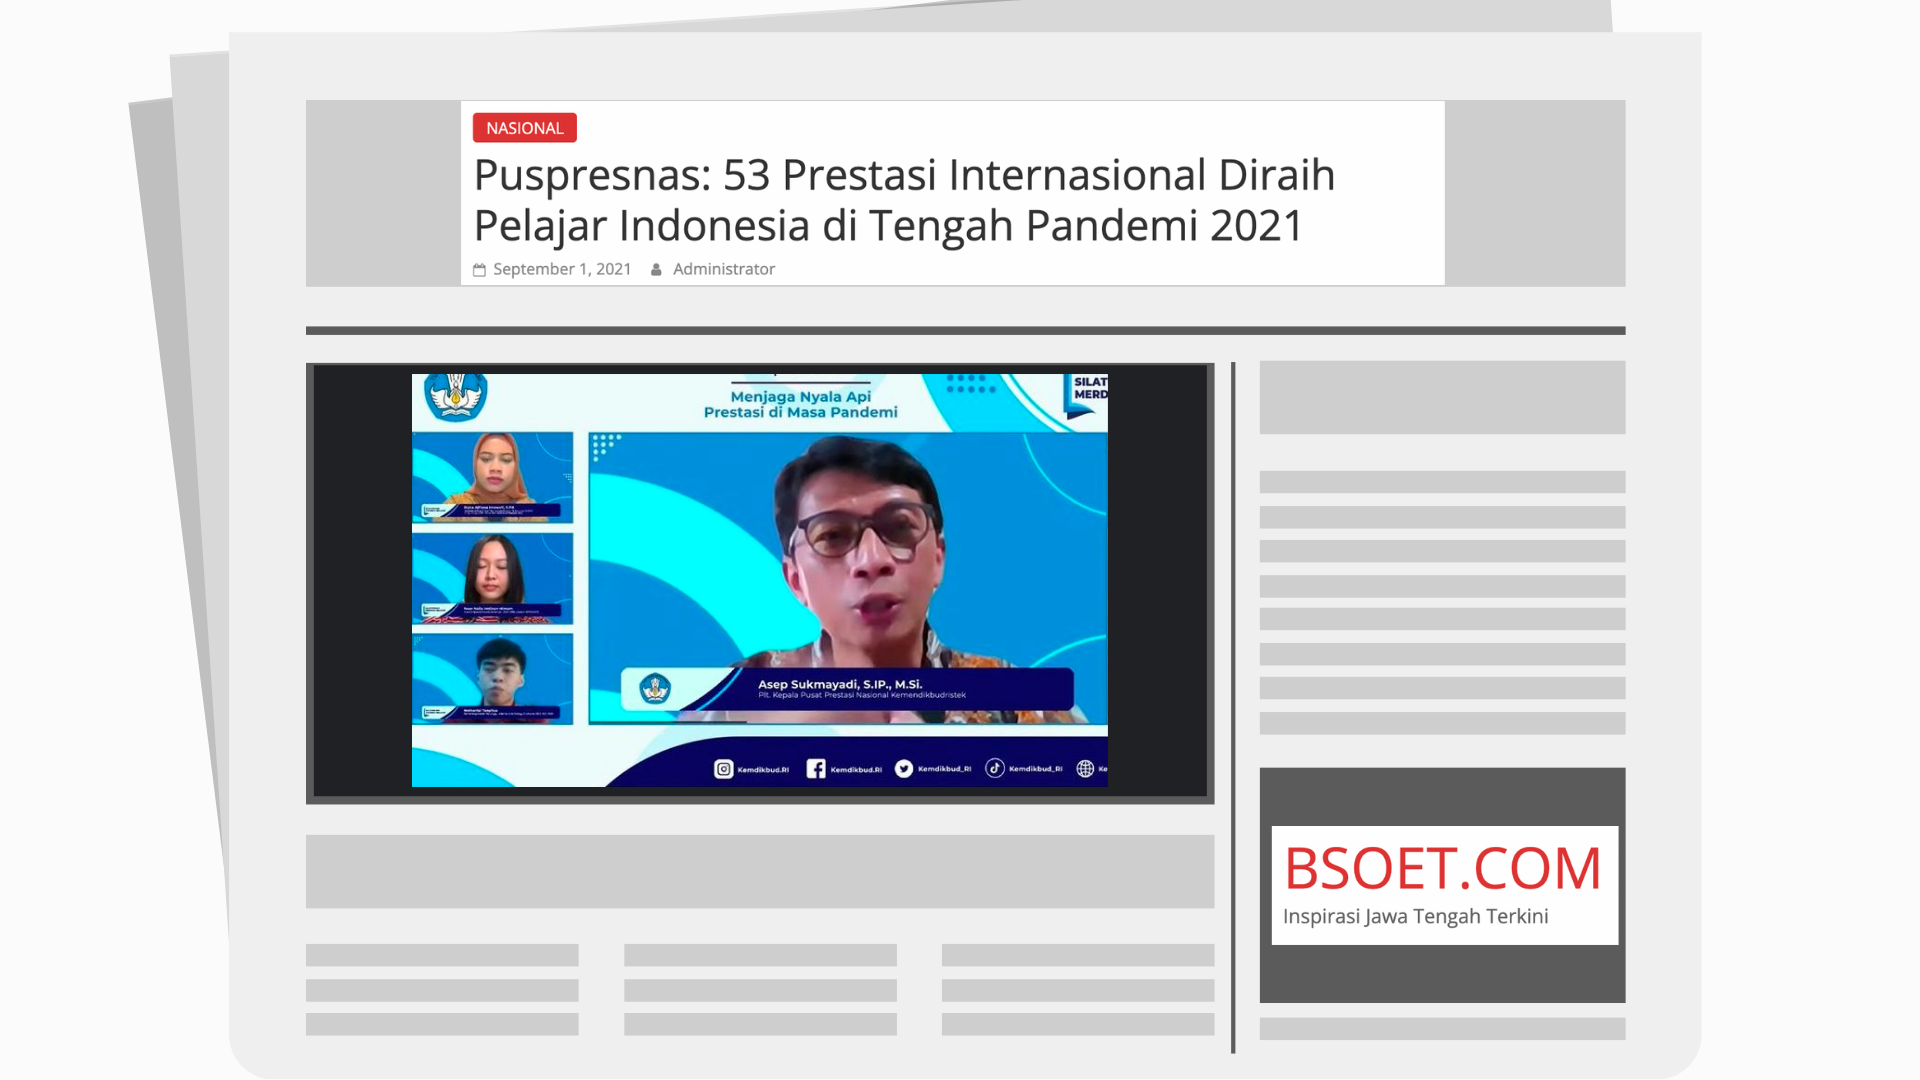 NASIONAL
Puspresnas: 53 Prestasi Internasional Diraih
Pelajar Indonesia di Tengah Pandemi 2021
September 1, 2021 Administrator
Menjaga Nyala Api
Prestasi di Masa Pandemi
SILAT
MERD
Asep Sukmayadi, S.IP., M.Si.
Plt. Kepala Pusat Prestasi Nasional Kemendikbudristek
Kemdikbud.RI Kemdikbud.RI Kemdikbud_RI Kemdikbud_RI Ke
BSOET.COM
Inspirasi Jawa Tengah Terkini